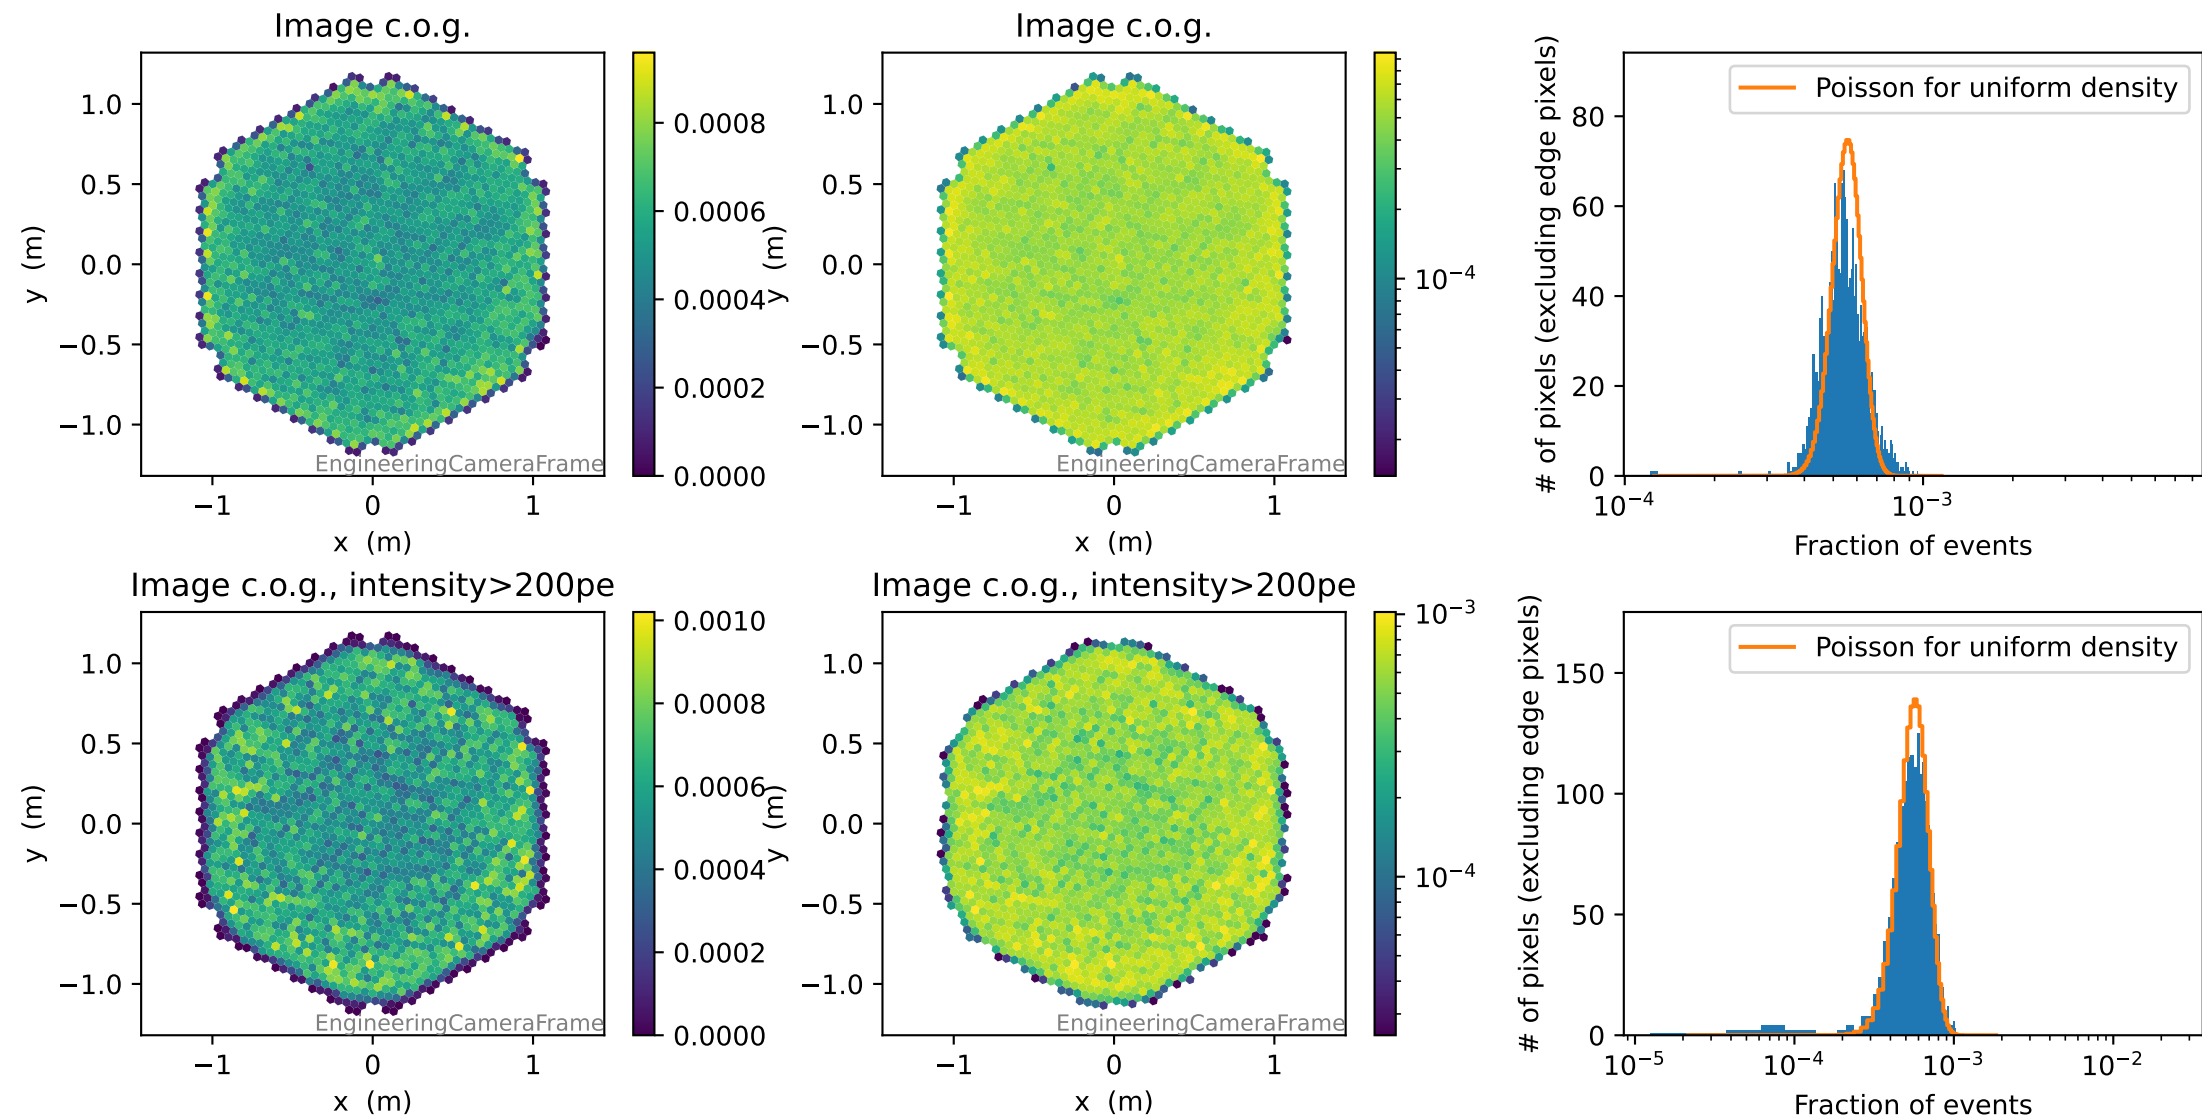 Image c.o.g.
1.0
0.5
0.0
−0.5
−1.0
y (m)
−1
0
1
x (m)
EngineeringCameraFrame
0.0008
0.0006
0.0004
0.0002
0.0000
Image c.o.g.
1.0
0.5
0.0
−0.5
−1.0
y (m)
−1
0
1
x (m)
EngineeringCameraFrame
10−4
# of pixels (excluding edge pixels)
80
60
40
20
0
10−4
10−3
Fraction of events
Poisson for uniform density
Image c.o.g., intensity>200pe
1.0
0.5
0.0
−0.5
−1.0
y (m)
−1
0
1
x (m)
EngineeringCameraFrame
0.0010
0.0008
0.0006
0.0004
0.0002
0.0000
Image c.o.g., intensity>200pe
1.0
0.5
0.0
−0.5
−1.0
y (m)
−1
0
1
x (m)
EngineeringCameraFrame
10−3
10−4
# of pixels (excluding edge pixels)
150
100
50
0
10−5
10−4
10−3
10−2
Fraction of events
Poisson for uniform density